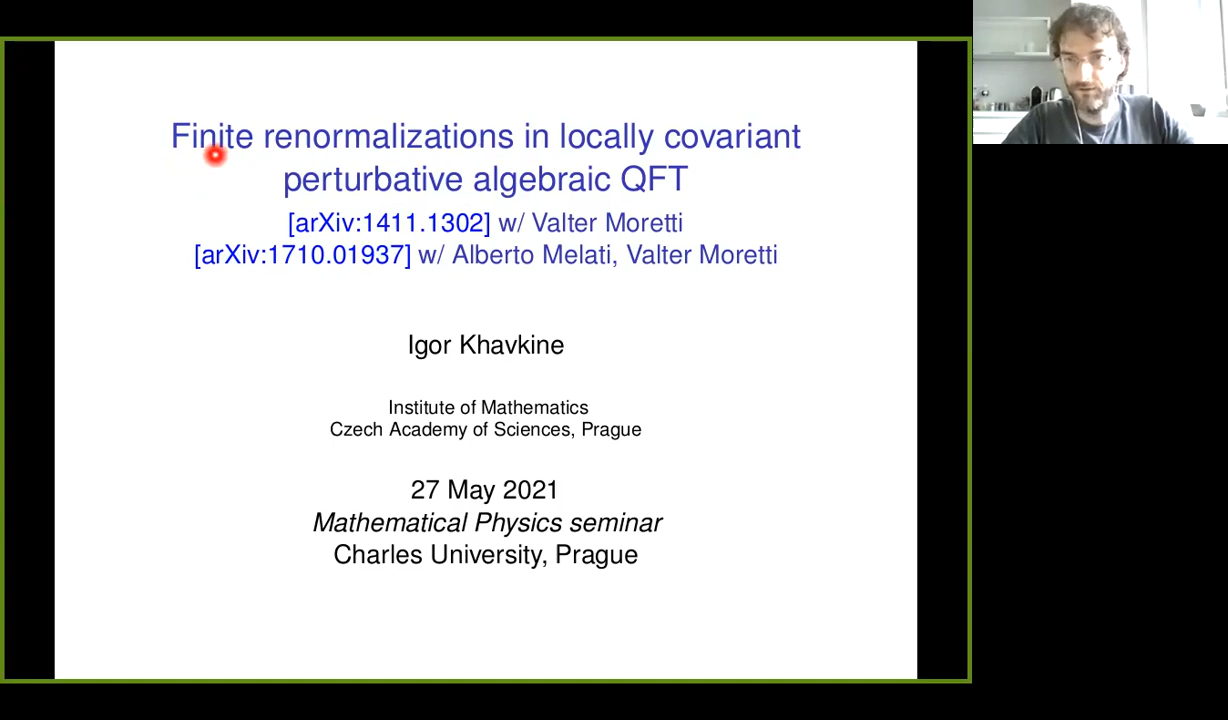 Finite renormalizations in locally covariant
perturbative algebraic QFT
[arXiv:1411.1302] w/ Valter Moretti
[arXiv:1710.01937] w/ Alberto Melati, Valter Moretti
Igor Khavkine
Institute of Mathematics
Czech Academy of Sciences, Prague
27 May 2021
Mathematical Physics seminar
Charles University, Prague